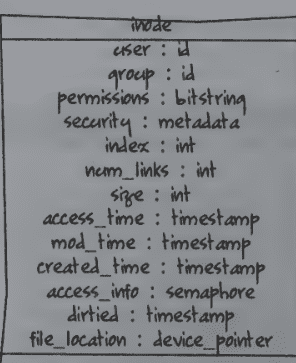 inode
user : id
group : id
permissions : bitstring
security : metadata
index : int
num_links : int
size : int
access_time : timestamp
mod_time : timestamp
created_time : timestamp
access_info : semaphore
dirtied : timestamp
file_location : device_pointer